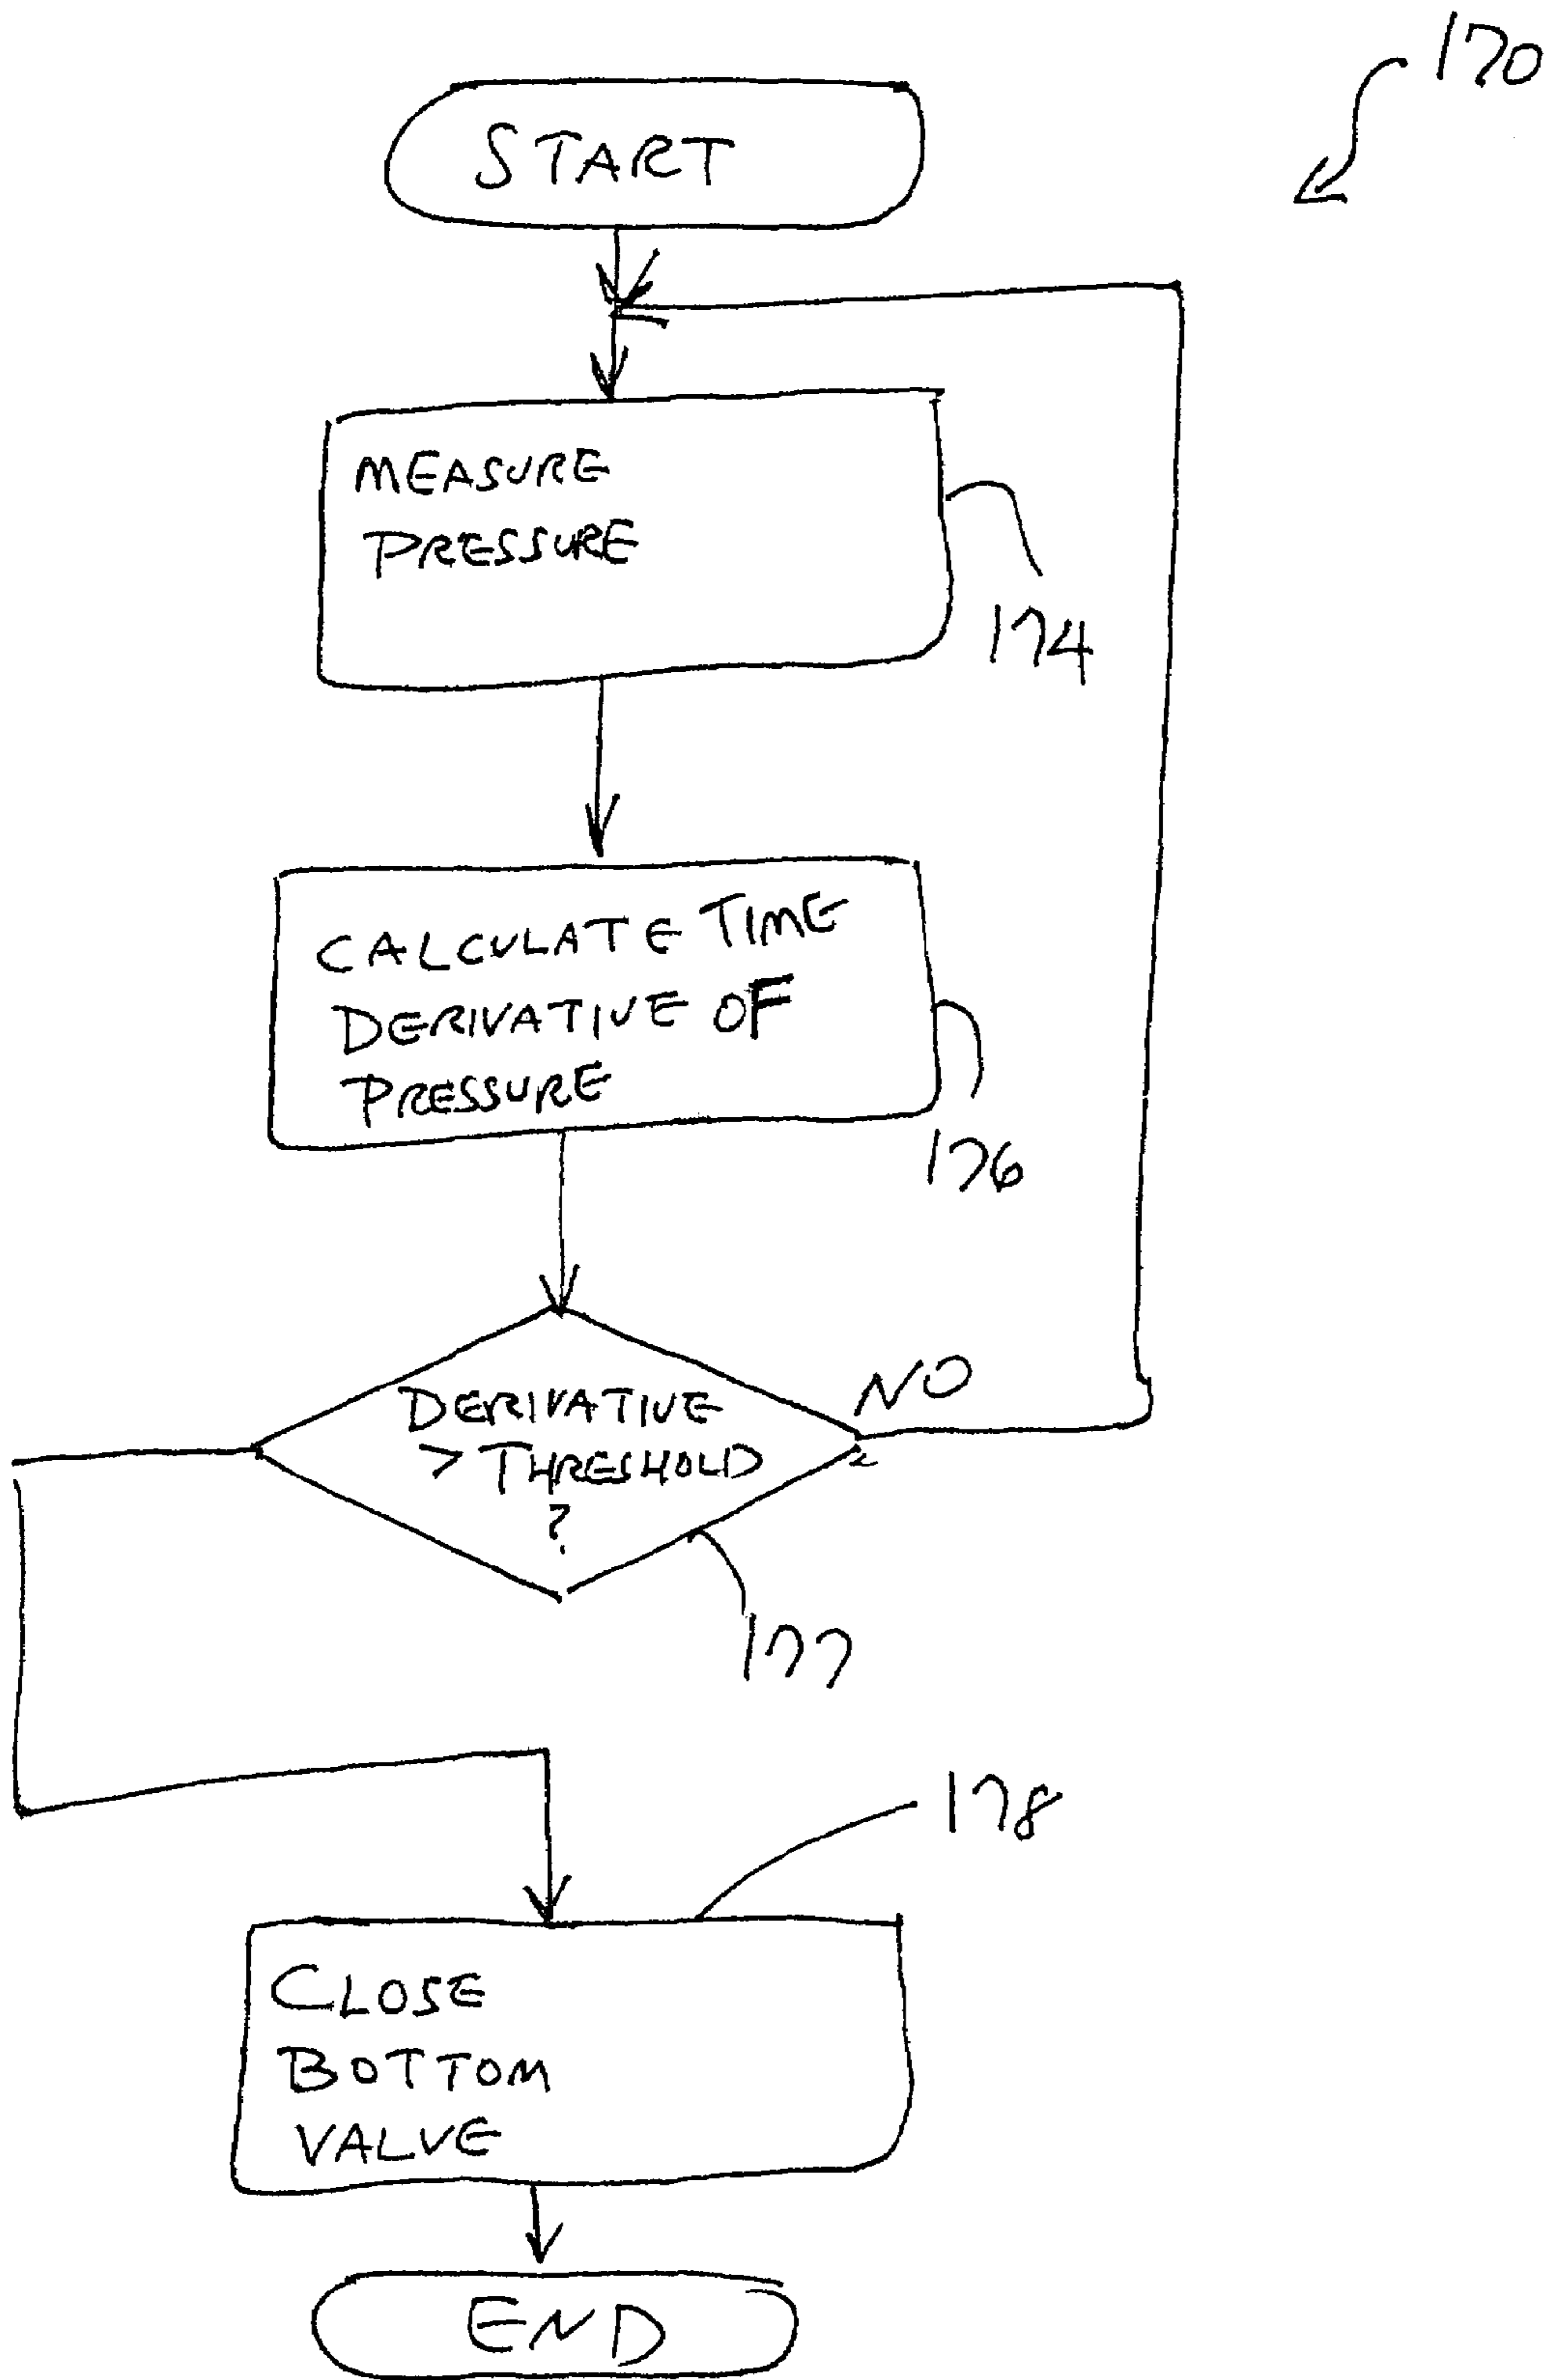 170
START
MEASURE
PRESSURE
174
CALCULATE TIME
DERIVATIVE OF
PRESSURE
176
NO
DERIVATIVE
> THRESHOLD
?
177
178
CLOSE
BOTTOM
VALVE
END